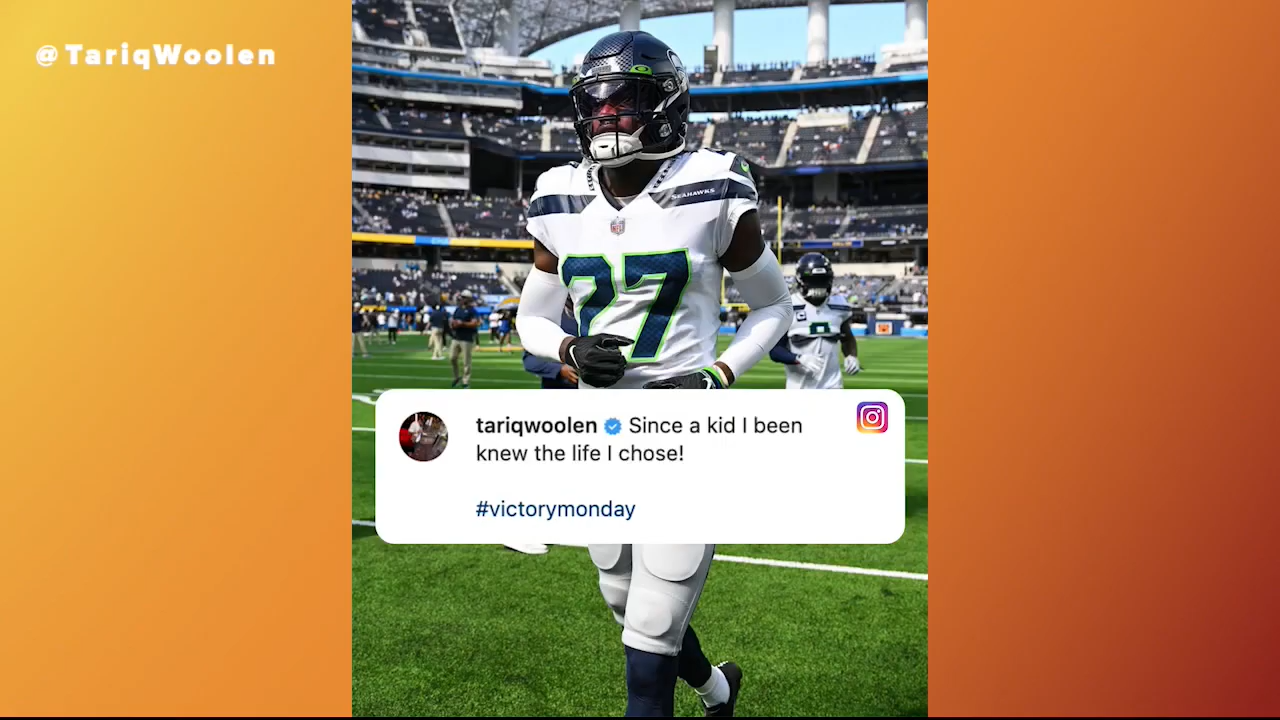 @TariqWoolen
SEAHAWKS
27
tariqwoolen Since a kid I been
knew the life I chose!
#victorymonday